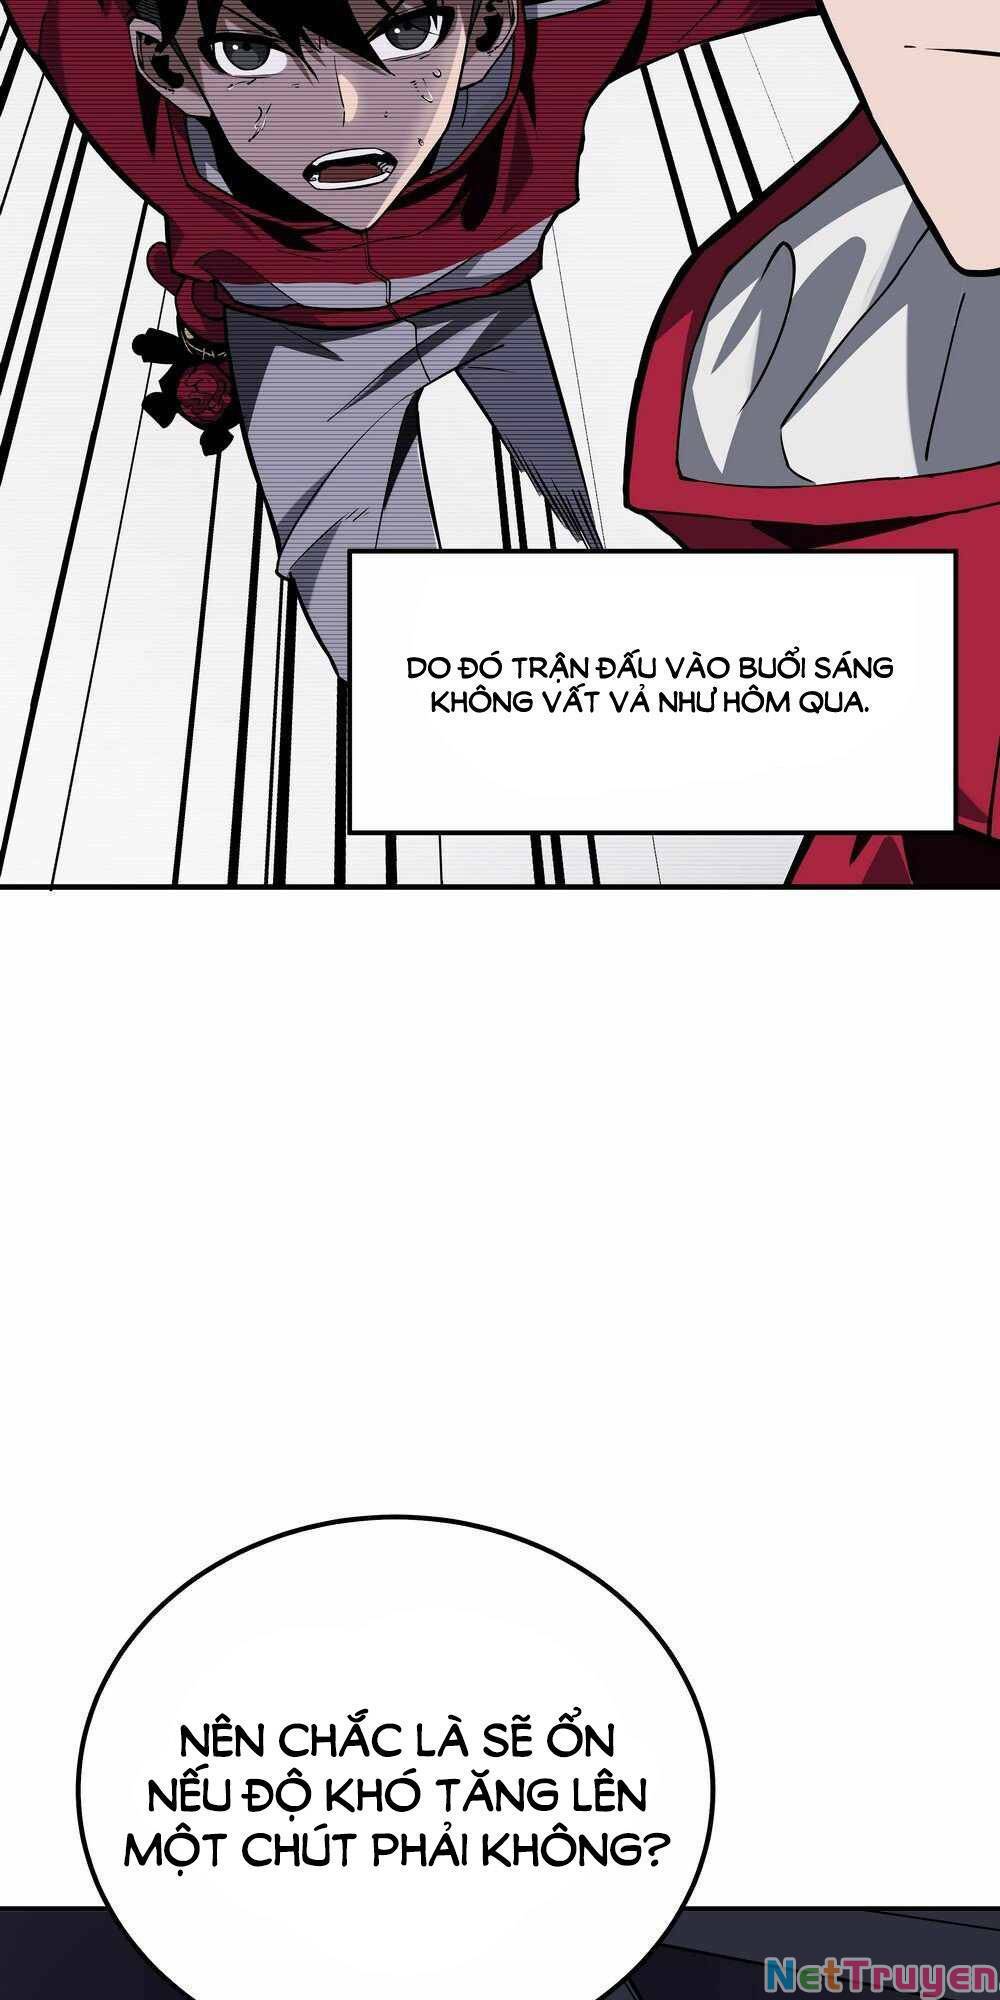 DO ĐÓ TRẬN ĐẤU VÀO BUỔI SÁNG
KHÔNG VẤT VẢ NHƯ HÔM QUA.
NÊN CHẮC LÀ SẼ ỔN
NẾU ĐỘ KHÓ TĂNG LÊN
MỘT CHÚT PHẢI KHÔNG?
NetTruyen